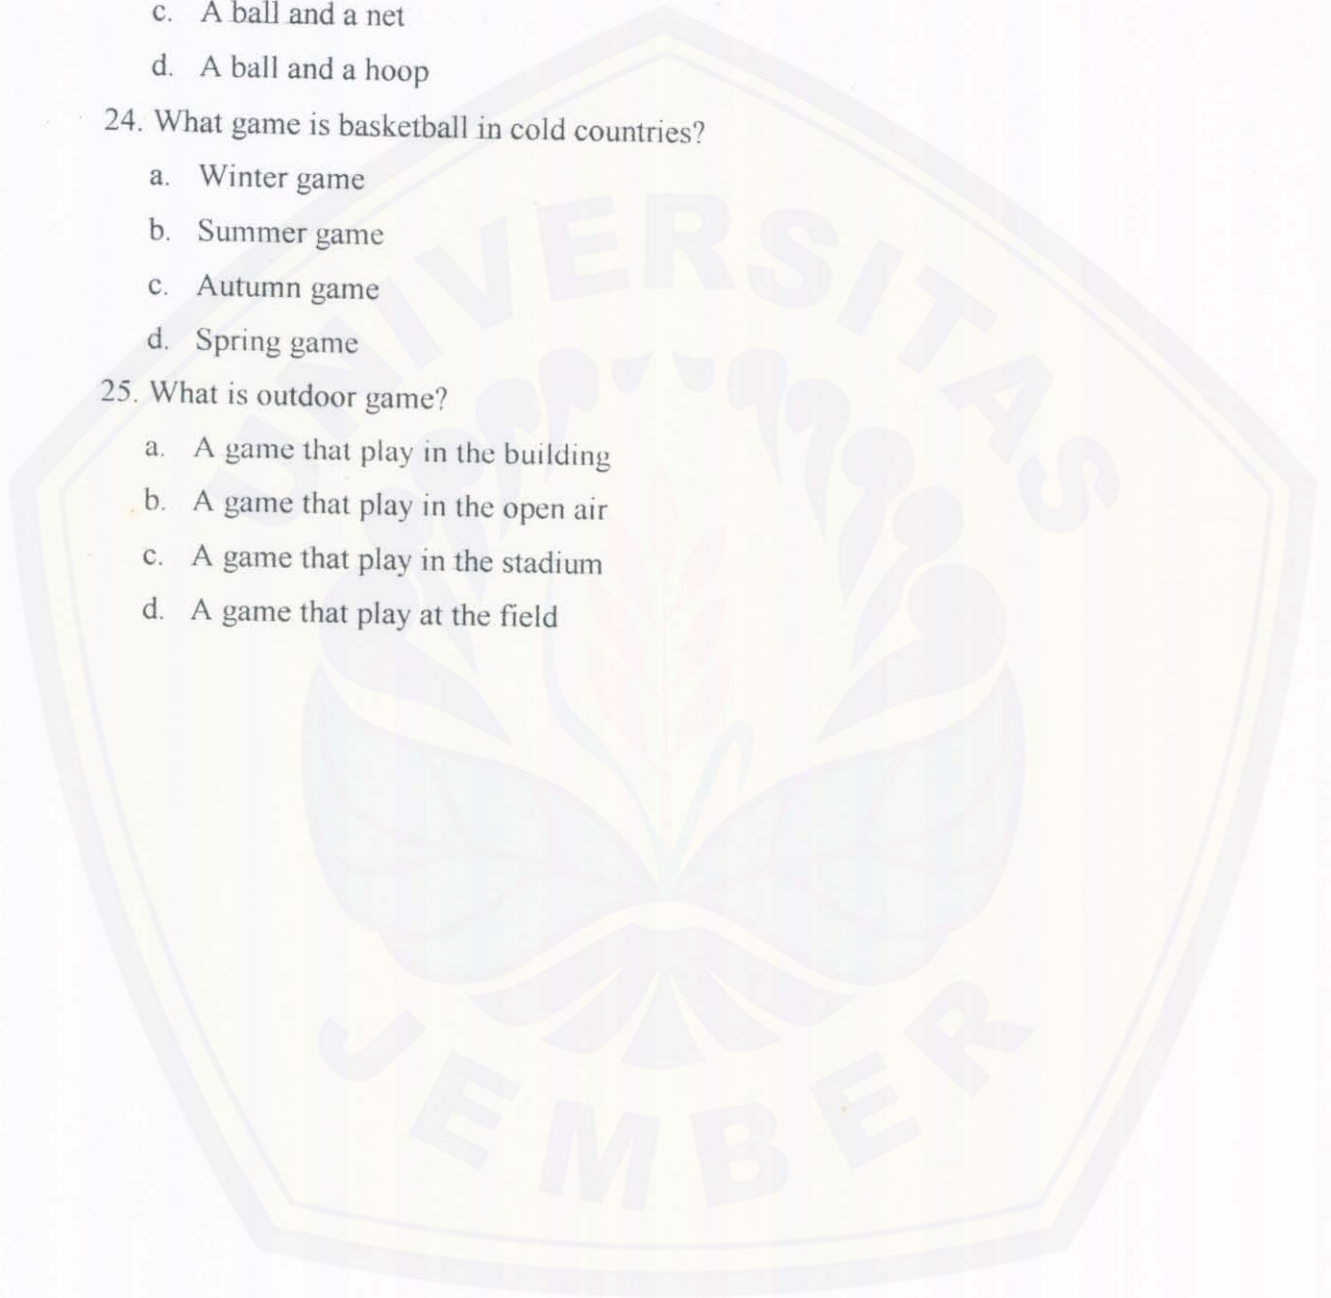 c. A ball and a net
d. A ball and a hoop
24. What game is basketball in cold countries?
a. Winter game
b. Summer game
c. Autumn game
d. Spring game
25. What is outdoor game?
a. A game that play in the building
b. A game that play in the open air
c. A game that play in the stadium
d. A game that play at the field
UNIVERSITAS
JEMBER